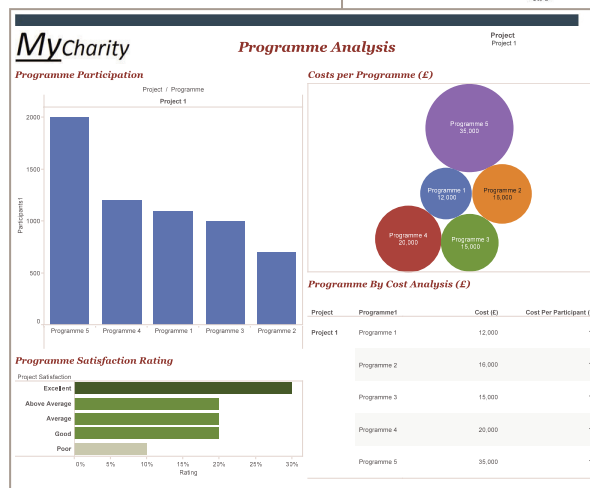 MyCharity
Programme Analysis
Project
Project 1
Programme Participation
Project / Programme
Project 1
Participants1
2000
1500
1000
500
0
Programme 5
Programme 4
Programme 1
Programme 3
Programme 2
Costs per Programme (£)
Programme 5
35,000
Programme 1
12,000
Programme 2
16,000
Programme 4
20,000
Programme 3
15,000
Programme By Cost Analysis (£)
Project Programme1 Cost (£) Cost Per Participant (
Project 1 Programme 1 12,000
Programme 2 16,000
Programme 3 15,000
Programme 4 20,000
Programme 5 35,000
Programme Satisfaction Rating
Project Satisfaction
Excellent
Above Average
Average
Good
Poor
0% 5% 10% 15% 20% 25% 30%
Rating